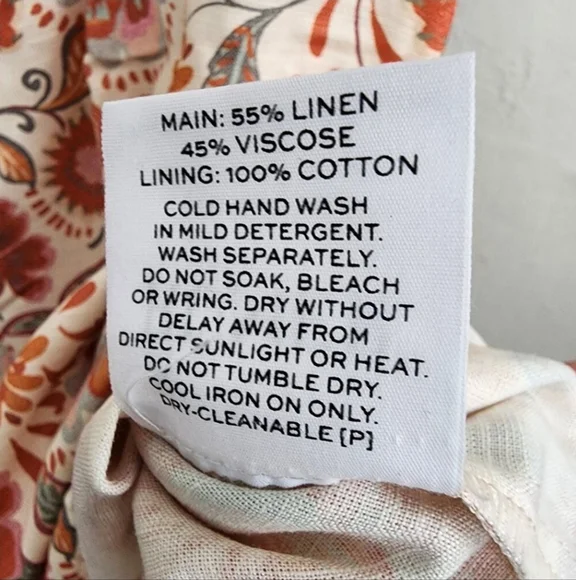 MAIN: 55% LINEN
45% VISCOSE
LINING: 100% COTTON
COLD HAND WASH
IN MILD DETERGENT.
WASH SEPARATELY.
DO NOT SOAK, BLEACH
OR WRING. DRY WITHOUT
DELAY AWAY FROM
DIRECT SUNLIGHT OR HEAT.
DO NOT TUMBLE DRY.
COOL IRON ON ONLY.
DRY-CLEANABLE [P]